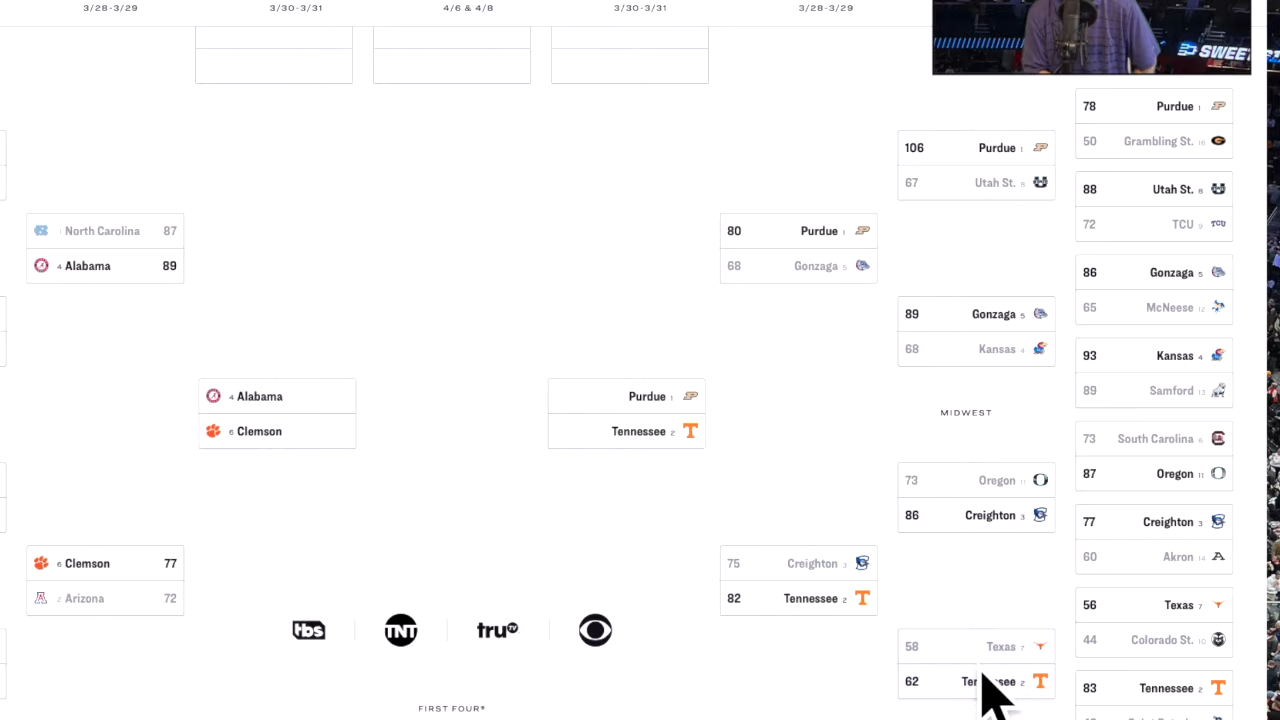 3/28-3/29
3/30-3/31
4/6 & 4/8
3/30-3/31
3/28-3/29
SWEET
78 Purdue 1
50 Grambling St. 16
106 Purdue 1
67 Utah St. 8
88 Utah St. 8
72 TCU 9 TCU
1 North Carolina 87
4 Alabama 89
80 Purdue 1
68 Gonzaga 5
86 Gonzaga 5
65 McNeese 12
89 Gonzaga 5
68 Kansas 4
93 Kansas 4
89 Samford 13
4 Alabama
6 Clemson
Purdue 1
Tennessee 2
MIDWEST
73 South Carolina 6
87 Oregon 11
73 Oregon 11
86 Creighton 3
77 Creighton 3
60 Akron 14
6 Clemson 77
2 Arizona 72
75 Creighton 3
82 Tennessee 2
56 Texas 7
44 Colorado St. 10
tbs TNT truTV
58 Texas 7
62 Tennessee 2
83 Tennessee 2
FIRST FOUR®